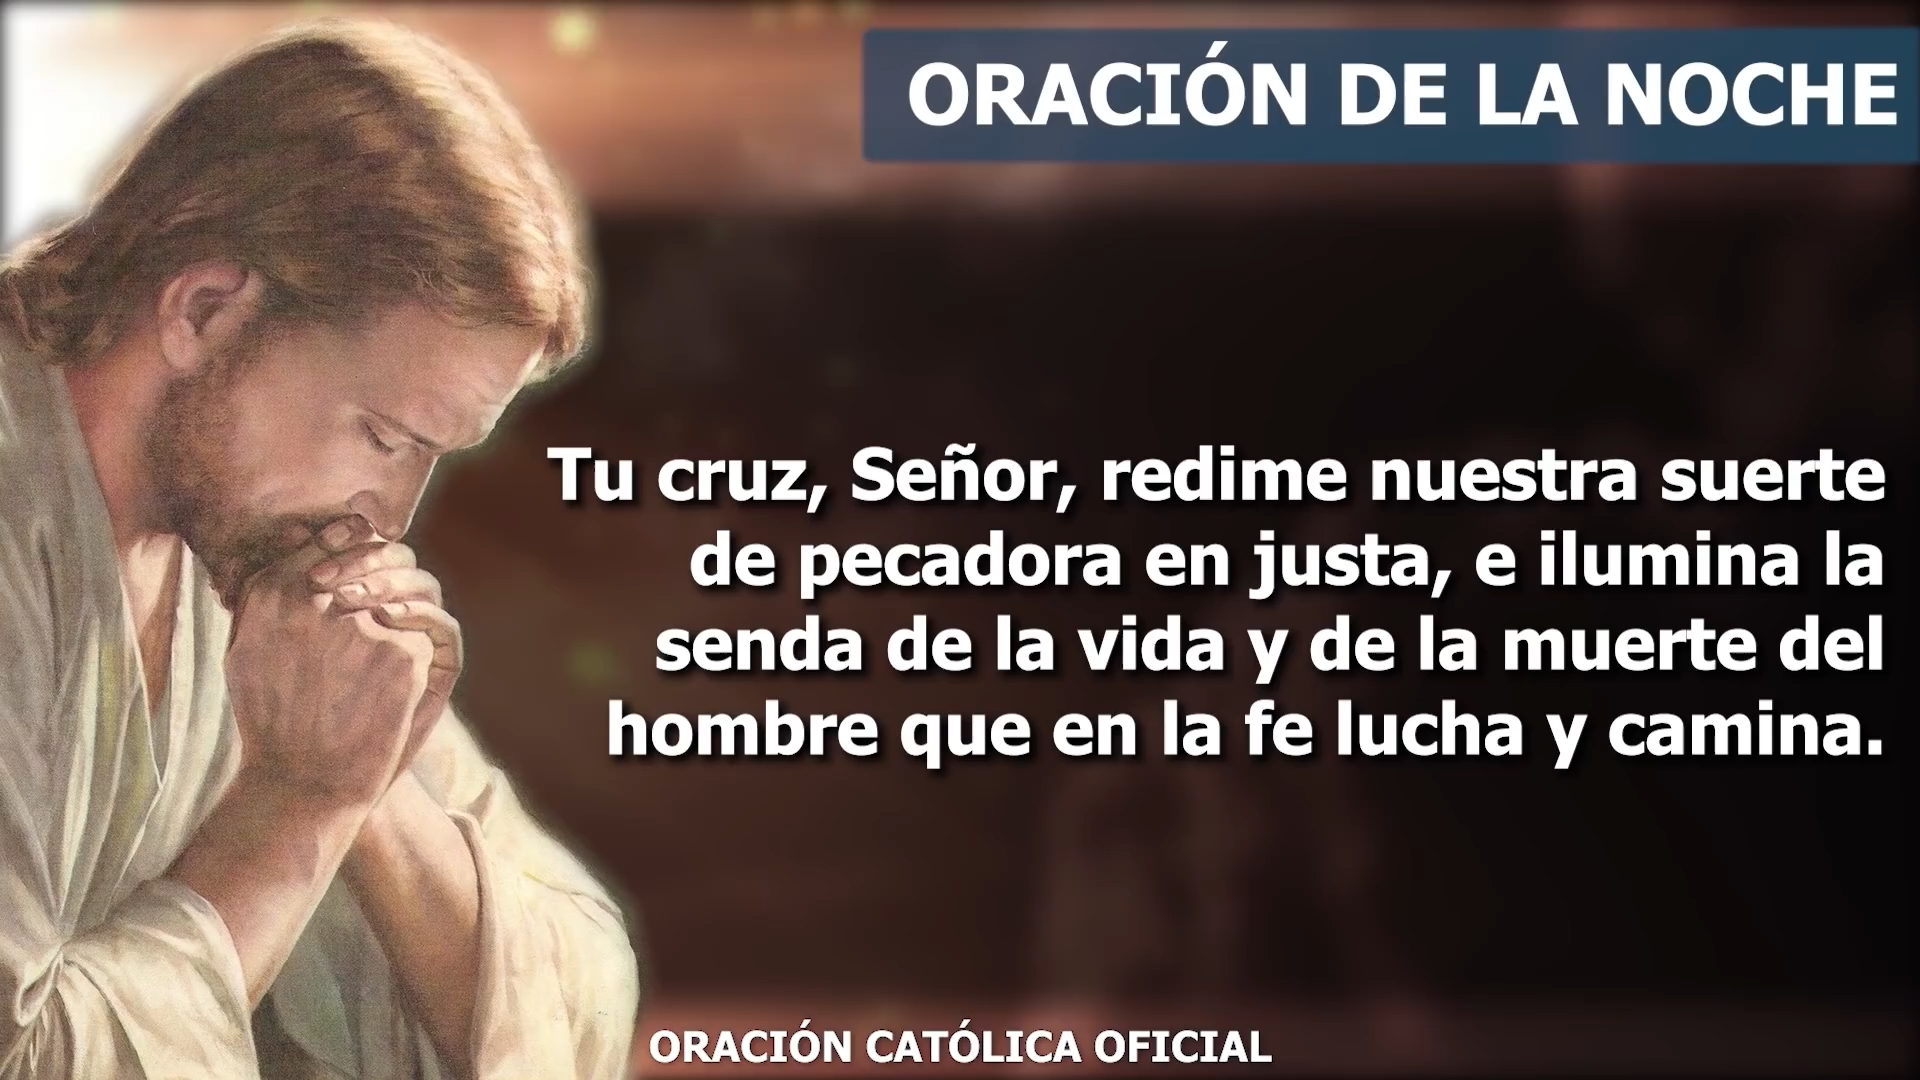 ORACIÓN DE LA NOCHE
Tu cruz, Señor, redime nuestra suerte
de pecadora en justa, e ilumina la
senda de la vida y de la muerte del
hombre que en la fe lucha y camina.
ORACIÓN CATÓLICA OFICIAL